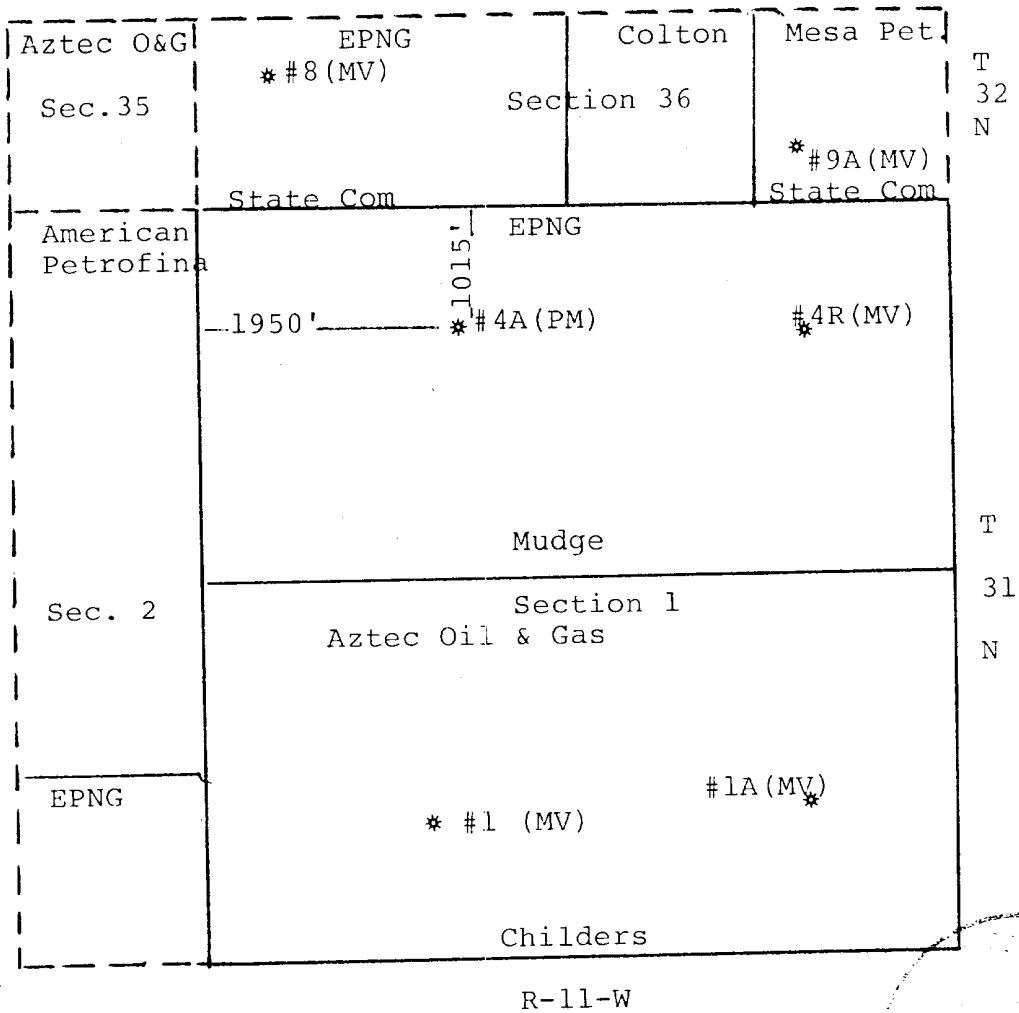 Aztec O&G
EPNG
Colton
Mesa Pet.
#8 (MV)
Sec.35
Section 36
#9A (MV)
State Com
State Com
T
32
N
American
Petrofina
EPNG
1015'
1950'
#4A (PM)
#4R (MV)
Mudge
Sec. 2
Section 1
Aztec Oil & Gas
T
31
N
EPNG
#1 (MV)
#1A (MV)
Childers
R-11-W